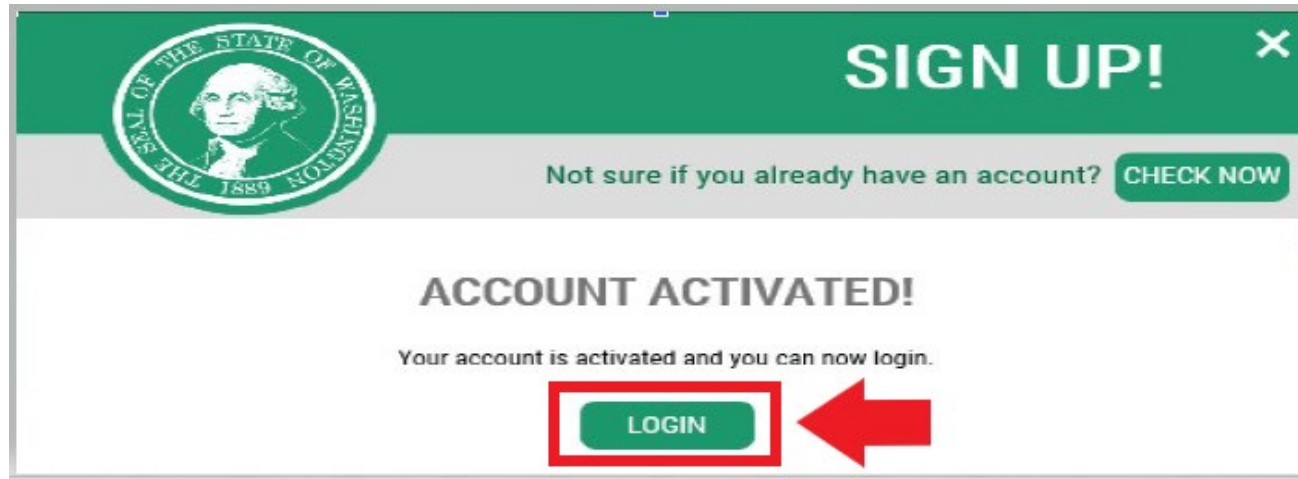 THE SEAL OF THE STATE OF WASHINGTON
1889
SIGN UP!
Not sure if you already have an account? CHECK NOW
ACCOUNT ACTIVATED!
Your account is activated and you can now login.
LOGIN